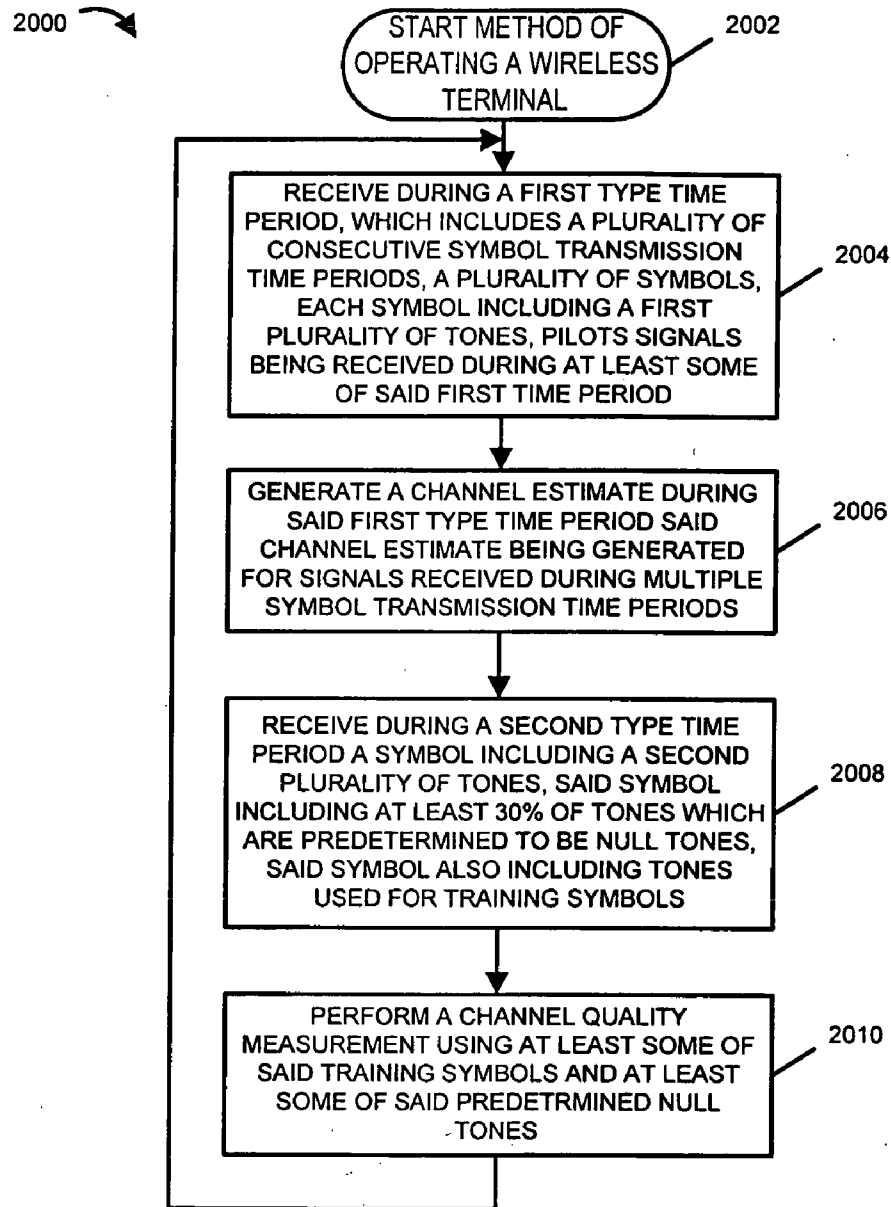 2000
START METHOD OF
OPERATING A WIRELESS
TERMINAL
2002
RECEIVE DURING A FIRST TYPE TIME
PERIOD, WHICH INCLUDES A PLURALITY OF
CONSECUTIVE SYMBOL TRANSMISSION
TIME PERIODS, A PLURALITY OF SYMBOLS,
EACH SYMBOL INCLUDING A FIRST
PLURALITY OF TONES, PILOTS SIGNALS
BEING RECEIVED DURING AT LEAST SOME
OF SAID FIRST TIME PERIOD
2004
GENERATE A CHANNEL ESTIMATE DURING
SAID FIRST TYPE TIME PERIOD SAID
CHANNEL ESTIMATE BEING GENERATED
FOR SIGNALS RECEIVED DURING MULTIPLE
SYMBOL TRANSMISSION TIME PERIODS
2006
RECEIVE DURING A SECOND TYPE TIME
PERIOD A SYMBOL INCLUDING A SECOND
PLURALITY OF TONES, SAID SYMBOL
INCLUDING AT LEAST 30% OF TONES WHICH
ARE PREDETERMINED TO BE NULL TONES,
SAID SYMBOL ALSO INCLUDING TONES
USED FOR TRAINING SYMBOLS
2008
PERFORM A CHANNEL QUALITY
MEASUREMENT USING AT LEAST SOME OF
SAID TRAINING SYMBOLS AND AT LEAST
SOME OF SAID PREDETRMINED NULL
TONES
2010